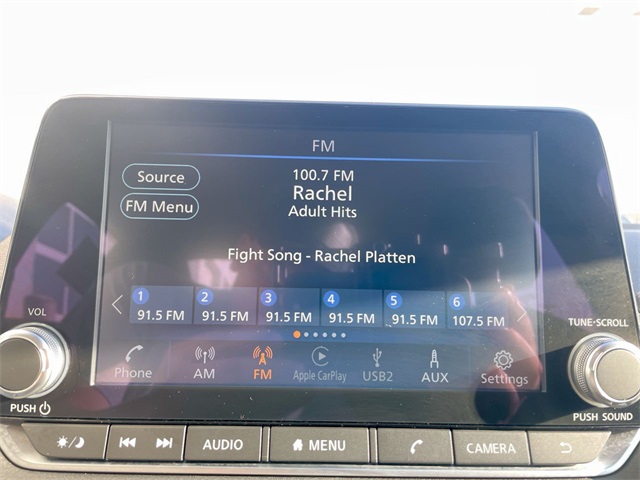 FM
Source
100.7 FM
Rachel
FM Menu
Adult Hits
Fight Song - Rachel Platten
1 2 3 4 5 6
91.5 FM 91.5 FM 91.5 FM 91.5 FM 91.5 FM 107.5 FM
VOL
TUNE·SCROLL
Phone AM FM Apple CarPlay USB2 AUX Settings
PUSH
PUSH SOUND
AUDIO MENU CAMERA